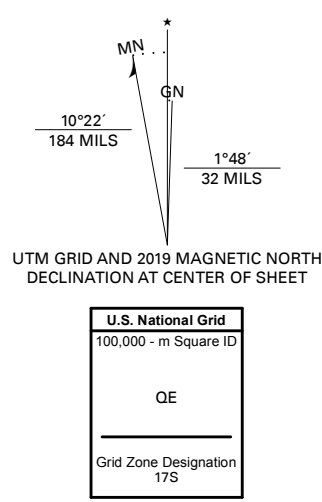 MN
GN
10°22´
184 MILS
1°48´
32 MILS
UTM GRID AND 2019 MAGNETIC NORTH
DECLINATION AT CENTER OF SHEET
U.S. National Grid
100,000 - m Square ID
QE
Grid Zone Designation
17S